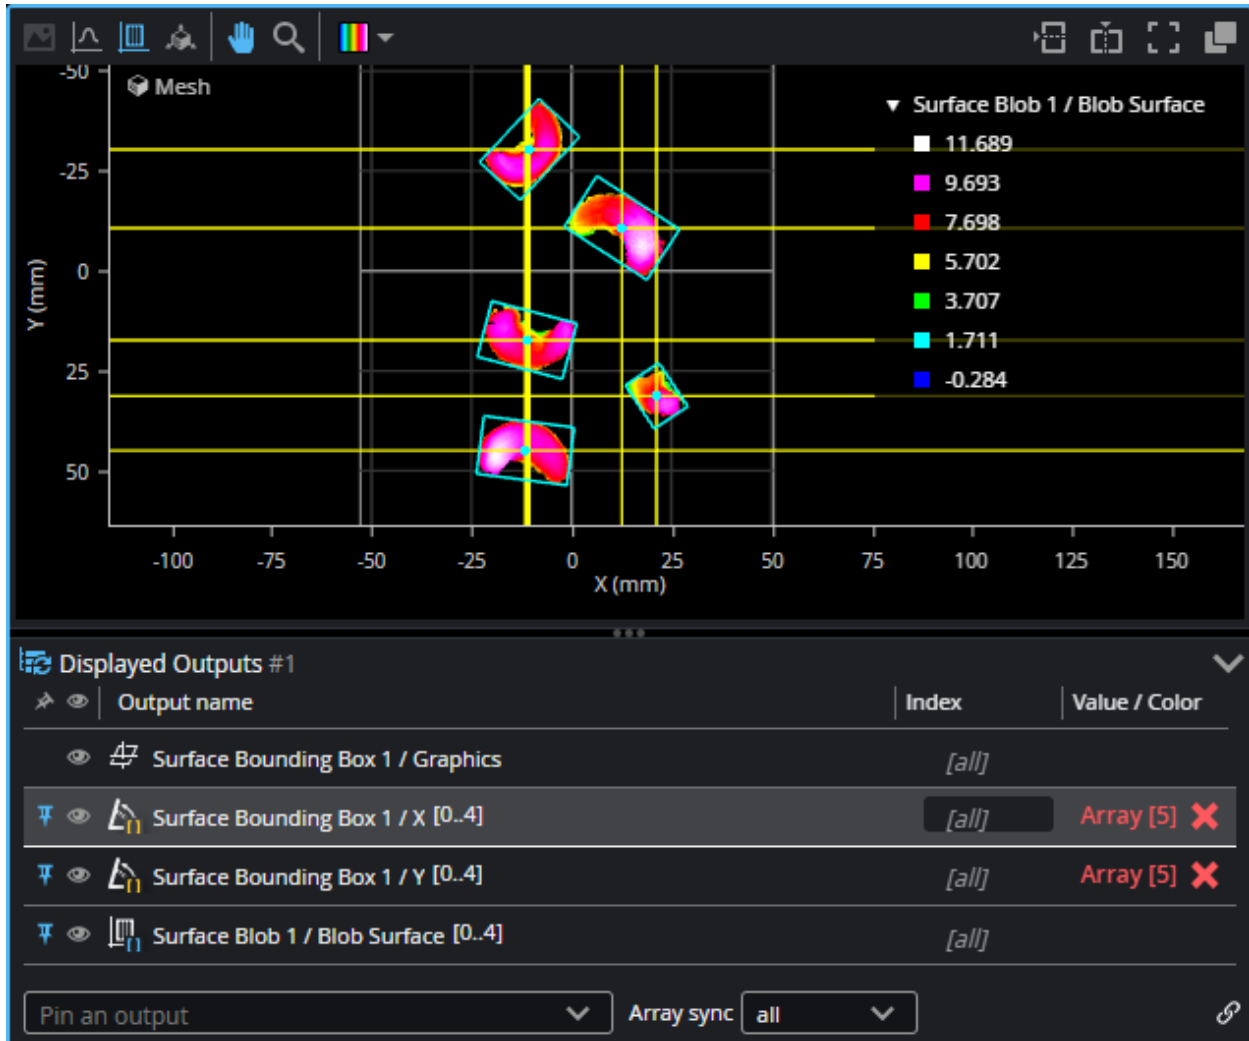 -50
Mesh
Surface Blob 1 / Blob Surface
11.689
-25
9.693
7.698
5.702
0
3.707
Y (mm)
1.711
25
-0.284
50
-100 -75 -50 -25 0 25 50 75 100 125 150
X (mm)
Displayed Outputs #1
Output name Index Value / Color
Surface Bounding Box 1 / Graphics [all]
Surface Bounding Box 1 / X [0..4] [all] Array [5]
Surface Bounding Box 1 / Y [0..4] [all] Array [5]
Surface Blob 1 / Blob Surface [0..4] [all]
Pin an output Array sync all